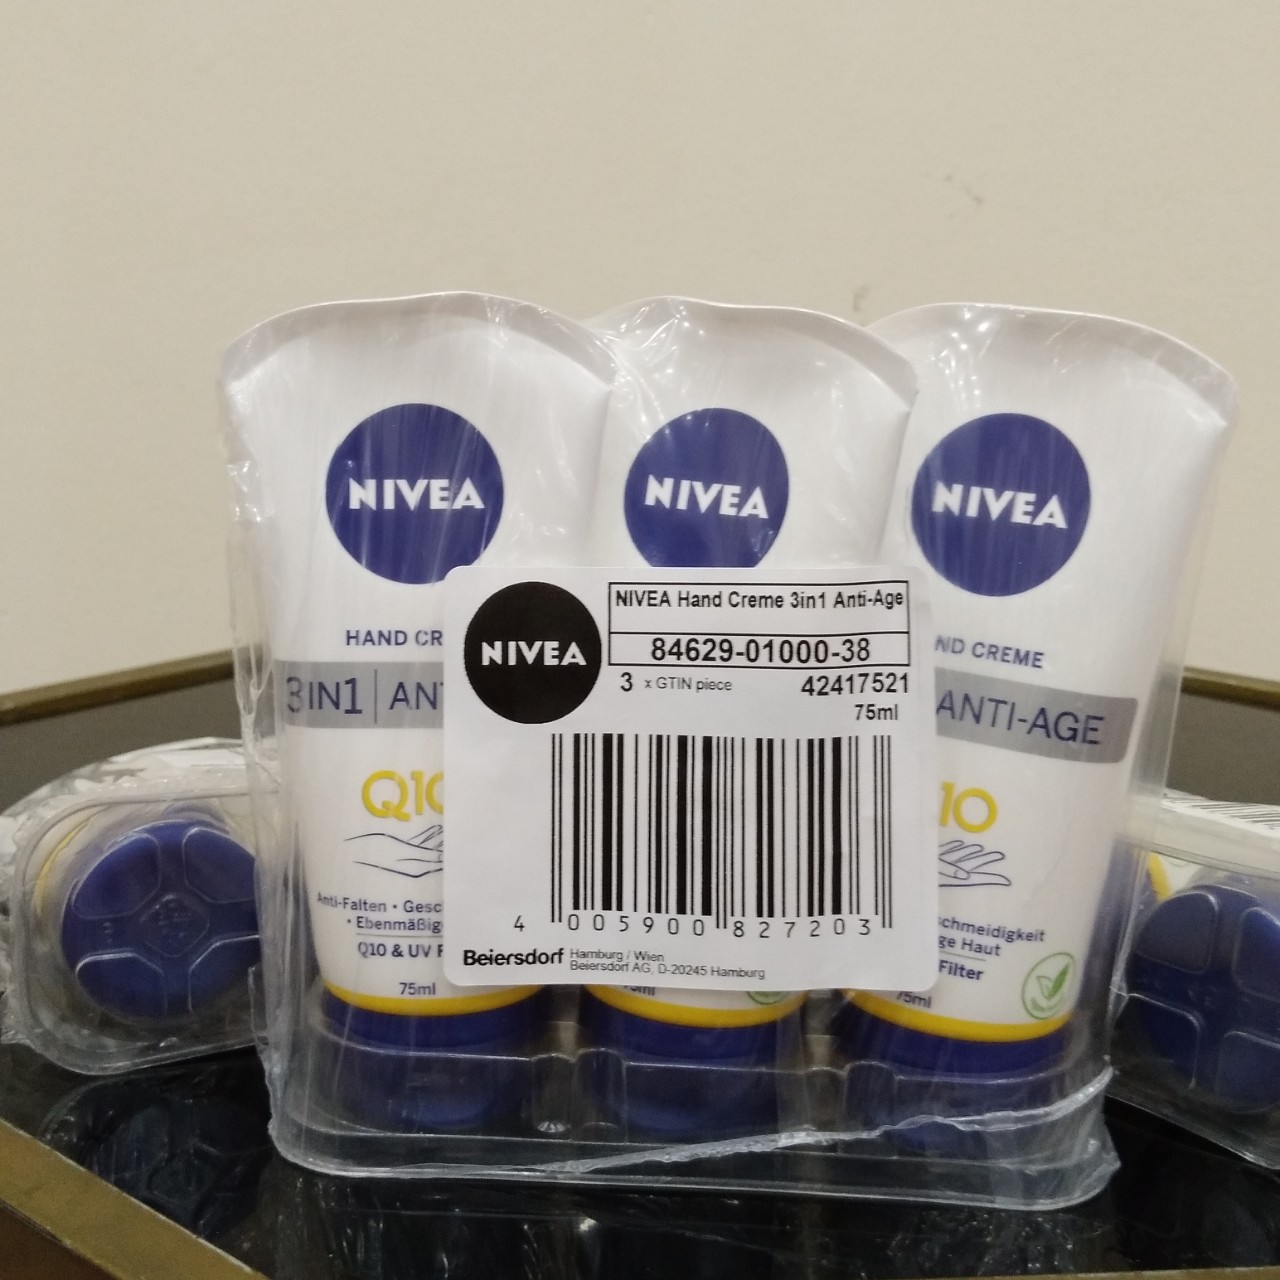 NIVEA
NIVEA
NIVEA
HAND CR
3IN1 | ANT
Q10
Anti-Falten • Gesc
• Ebenmäßig
Q10 & UV F
75ml
NIVEA
NIVEA Hand Creme 3in1 Anti-Age
84629-01000-38
3 x GTIN piece 42417521
75ml
4 005900 827203
Beiersdorf Hamburg / Wien
Beiersdorf AG, D-20245 Hamburg
75ml
ND CREME
ANTI-AGE
10
schmeidigkeit
ge Haut
Filter
75ml